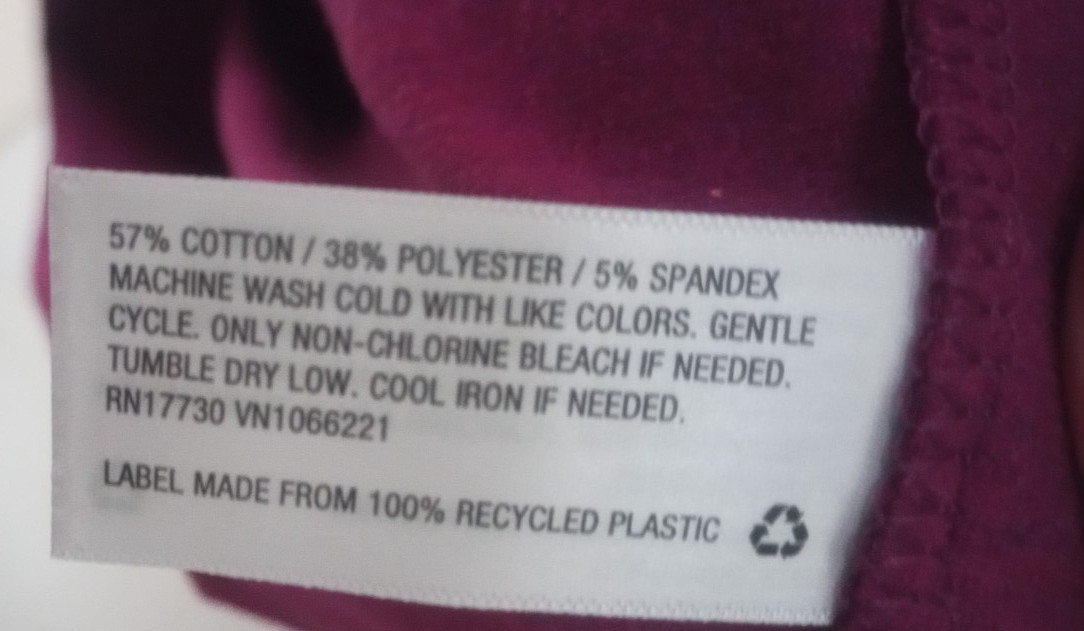 57% COTTON / 38% POLYESTER / 5% SPANDEX
MACHINE WASH COLD WITH LIKE COLORS. GENTLE
CYCLE. ONLY NON-CHLORINE BLEACH IF NEEDED.
TUMBLE DRY LOW. COOL IRON IF NEEDED.
RN17730 VN1066221
LABEL MADE FROM 100% RECYCLED PLASTIC